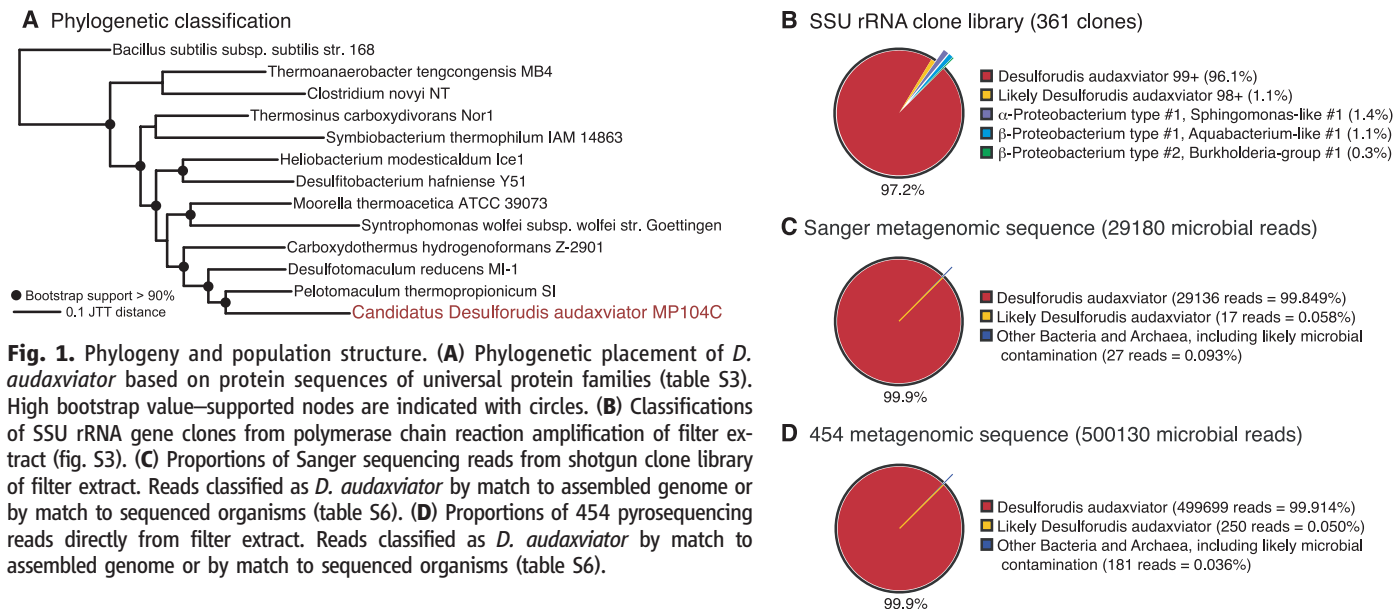 A Phylogenetic classification
Bacillus subtilis subsp. subtilis str. 168
Thermoanaerobacter tengcongensis MB4
Clostridium novyi NT
Thermosinus carboxydivorans Nor1
Symbiobacterium thermophilum IAM 14863
Heliobacterium modesticaldum Ice1
Desulfitobacterium hafniense Y51
Moorella thermoacetica ATCC 39073
Syntrophomonas wolfei subsp. wolfei str. Goettingen
Carboxydothermus hydrogenoformans Z-2901
Desulfotomaculum reducens MI-1
Pelotomaculum thermopropionicum SI
Candidatus Desulforudis audaxviator MP104C
Bootstrap support > 90%
0.1 JTT distance
Fig. 1. Phylogeny and population structure. (A) Phylogenetic placement of D.
audaxviator based on protein sequences of universal protein families (table S3).
High bootstrap value–supported nodes are indicated with circles. (B) Classifications
of SSU rRNA gene clones from polymerase chain reaction amplification of filter ex-
tract (fig. S3). (C) Proportions of Sanger sequencing reads from shotgun clone library
of filter extract. Reads classified as D. audaxviator by match to assembled genome or
by match to sequenced organisms (table S6). (D) Proportions of 454 pyrosequencing
reads directly from filter extract. Reads classified as D. audaxviator by match to
assembled genome or by match to sequenced organisms (table S6).
B SSU rRNA clone library (361 clones)
Desulforudis audaxviator 99+ (96.1%)
Likely Desulforudis audaxviator 98+ (1.1%)
α-Proteobacterium type #1, Sphingomonas-like #1 (1.4%)
β-Proteobacterium type #1, Aquabacterium-like #1 (1.1%)
β-Proteobacterium type #2, Burkholderia-group #1 (0.3%)
97.2%
C Sanger metagenomic sequence (29180 microbial reads)
Desulforudis audaxviator (29136 reads = 99.849%)
Likely Desulforudis audaxviator (17 reads = 0.058%)
Other Bacteria and Archaea, including likely microbial
contamination (27 reads = 0.093%)
99.9%
D 454 metagenomic sequence (500130 microbial reads)
Desulforudis audaxviator (499699 reads = 99.914%)
Likely Desulforudis audaxviator (250 reads = 0.050%)
Other Bacteria and Archaea, including likely microbial
contamination (181 reads = 0.036%)
99.9%